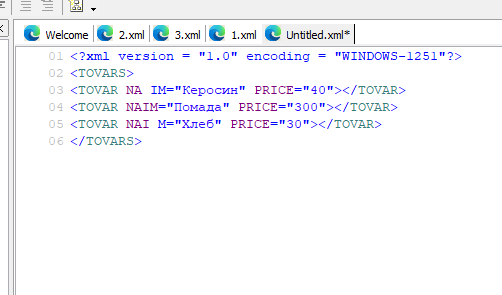 Welcome 2.xml 3.xml 1.xml Untitled.xml*
01 <?xml version = "1.0" encoding = "WINDOWS-1251"?>
02 <TOVARS>
03 <TOVAR NA IM="Керосин" PRICE="40"></TOVAR>
04 <TOVAR NAIM="Помада" PRICE="300"></TOVAR>
05 <TOVAR NAI M="Хлеб" PRICE="30"></TOVAR>
06 </TOVARS>